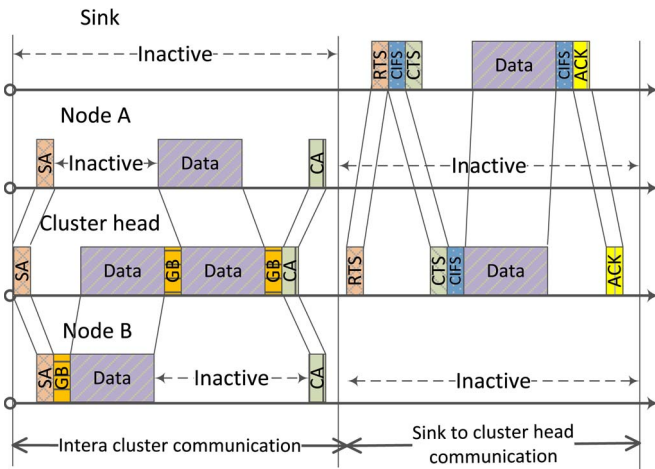 Sink
Inactive
RTS
CIFS
CTS
Data
CIFS
ACK
Node A
SA
Inactive
Data
CA
Inactive
Cluster head
SA
Data
GB
Data
GB
CA
RTS
CTS
CIFS
Data
ACK
Node B
SA
GB
Data
Inactive
CA
Inactive
Intera cluster communication
Sink to cluster head
communication